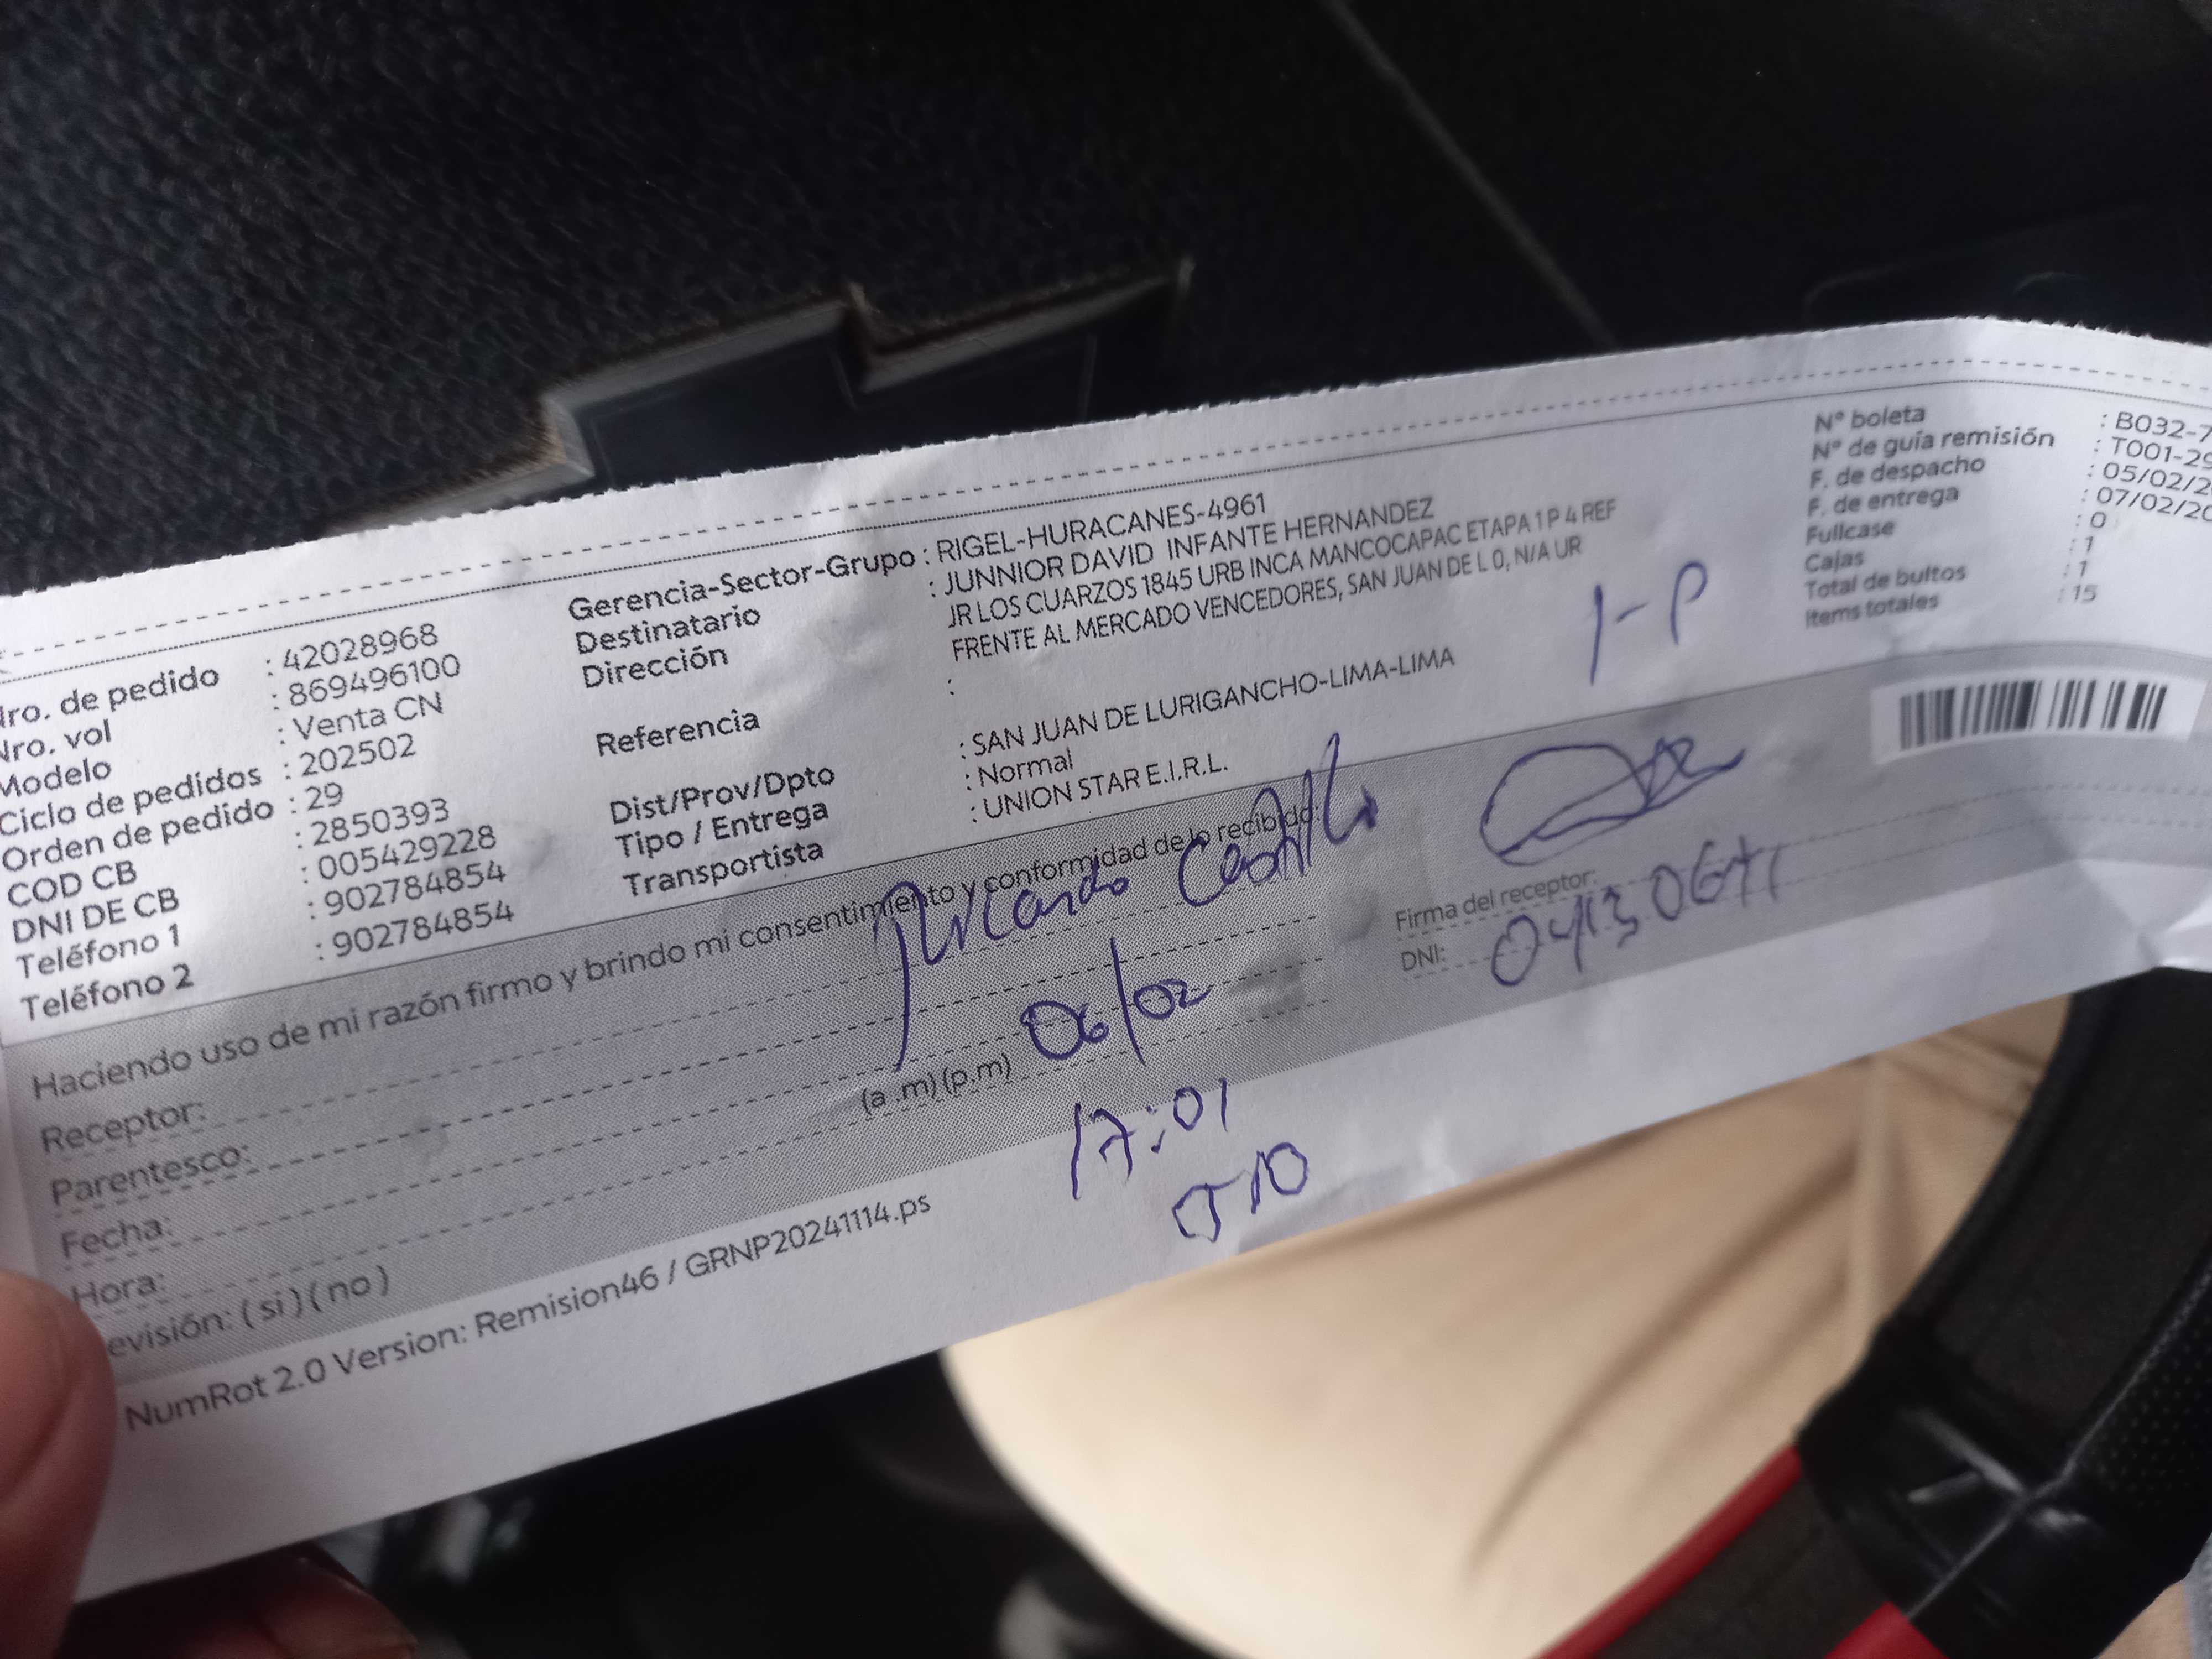 Nro. de pedido : 42028968
Nro. vol : 869496100
Modelo : Venta CN
Ciclo de pedidos : 202502
Orden de pedido : 29
COD CB : 2850393
DNI DE CB : 005429228
Teléfono 1 : 902784854
Teléfono 2 : 902784854
Gerencia-Sector-Grupo : RIGEL-HURACANES-4961
Destinatario : JUNNIOR DAVID INFANTE HERNANDEZ
Dirección JR LOS CUARZOS 1845 URB INCA MANCOCAPAC ETAPA 1 P 4 REF
FRENTE AL MERCADO VENCEDORES, SAN JUAN DE L 0, N/A UR
Referencia :
Dist/Prov/Dpto : SAN JUAN DE LURIGANCHO-LIMA-LIMA
Tipo / Entrega : Normal
Transportista : UNION STAR E.I.R.L.
1-P
Nº boleta : B032-7
Nº de guía remisión : T001-29
F. de despacho : 05/02/2
F. de entrega : 07/02/20
Fullcase : 0
Cajas : 1
Total de bultos : 1
Items totales : 15
Haciendo uso de mi razón firmo y brindo mi consentimiento y conformidad de lo recibido:
Receptor: Ricardo Castillo
Parentesco:
Fecha: 06/02
Hora: (a.m) (p.m)
17:01
evisión: ( si ) ( no )
TIO
Firma del receptor:
DNI:
NumRot 2.0 Version: Remision46 / GRNP20241114.ps